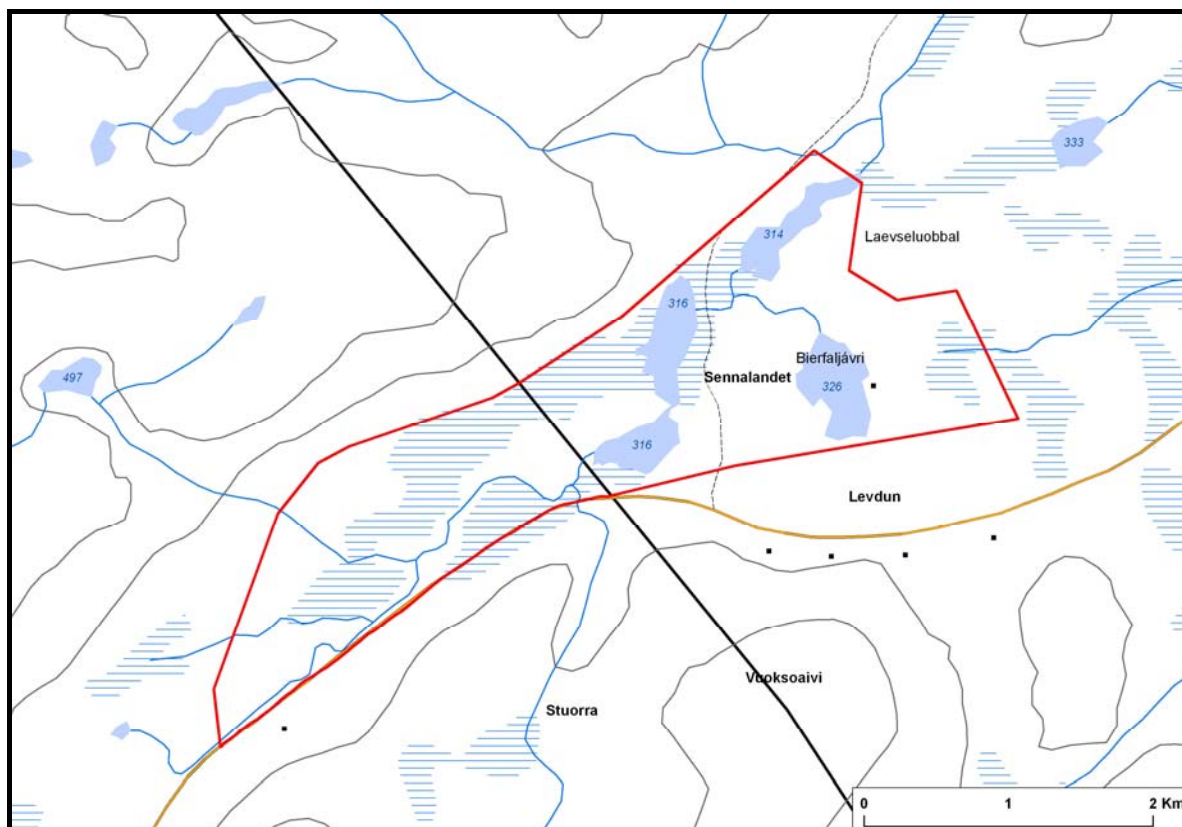 333
Laevseluobbal
314
316
Bierfaljávri
497
Sennalandet
326
316
Levdun
Vuoksoaivi
Stuorra
0 1 2 Km